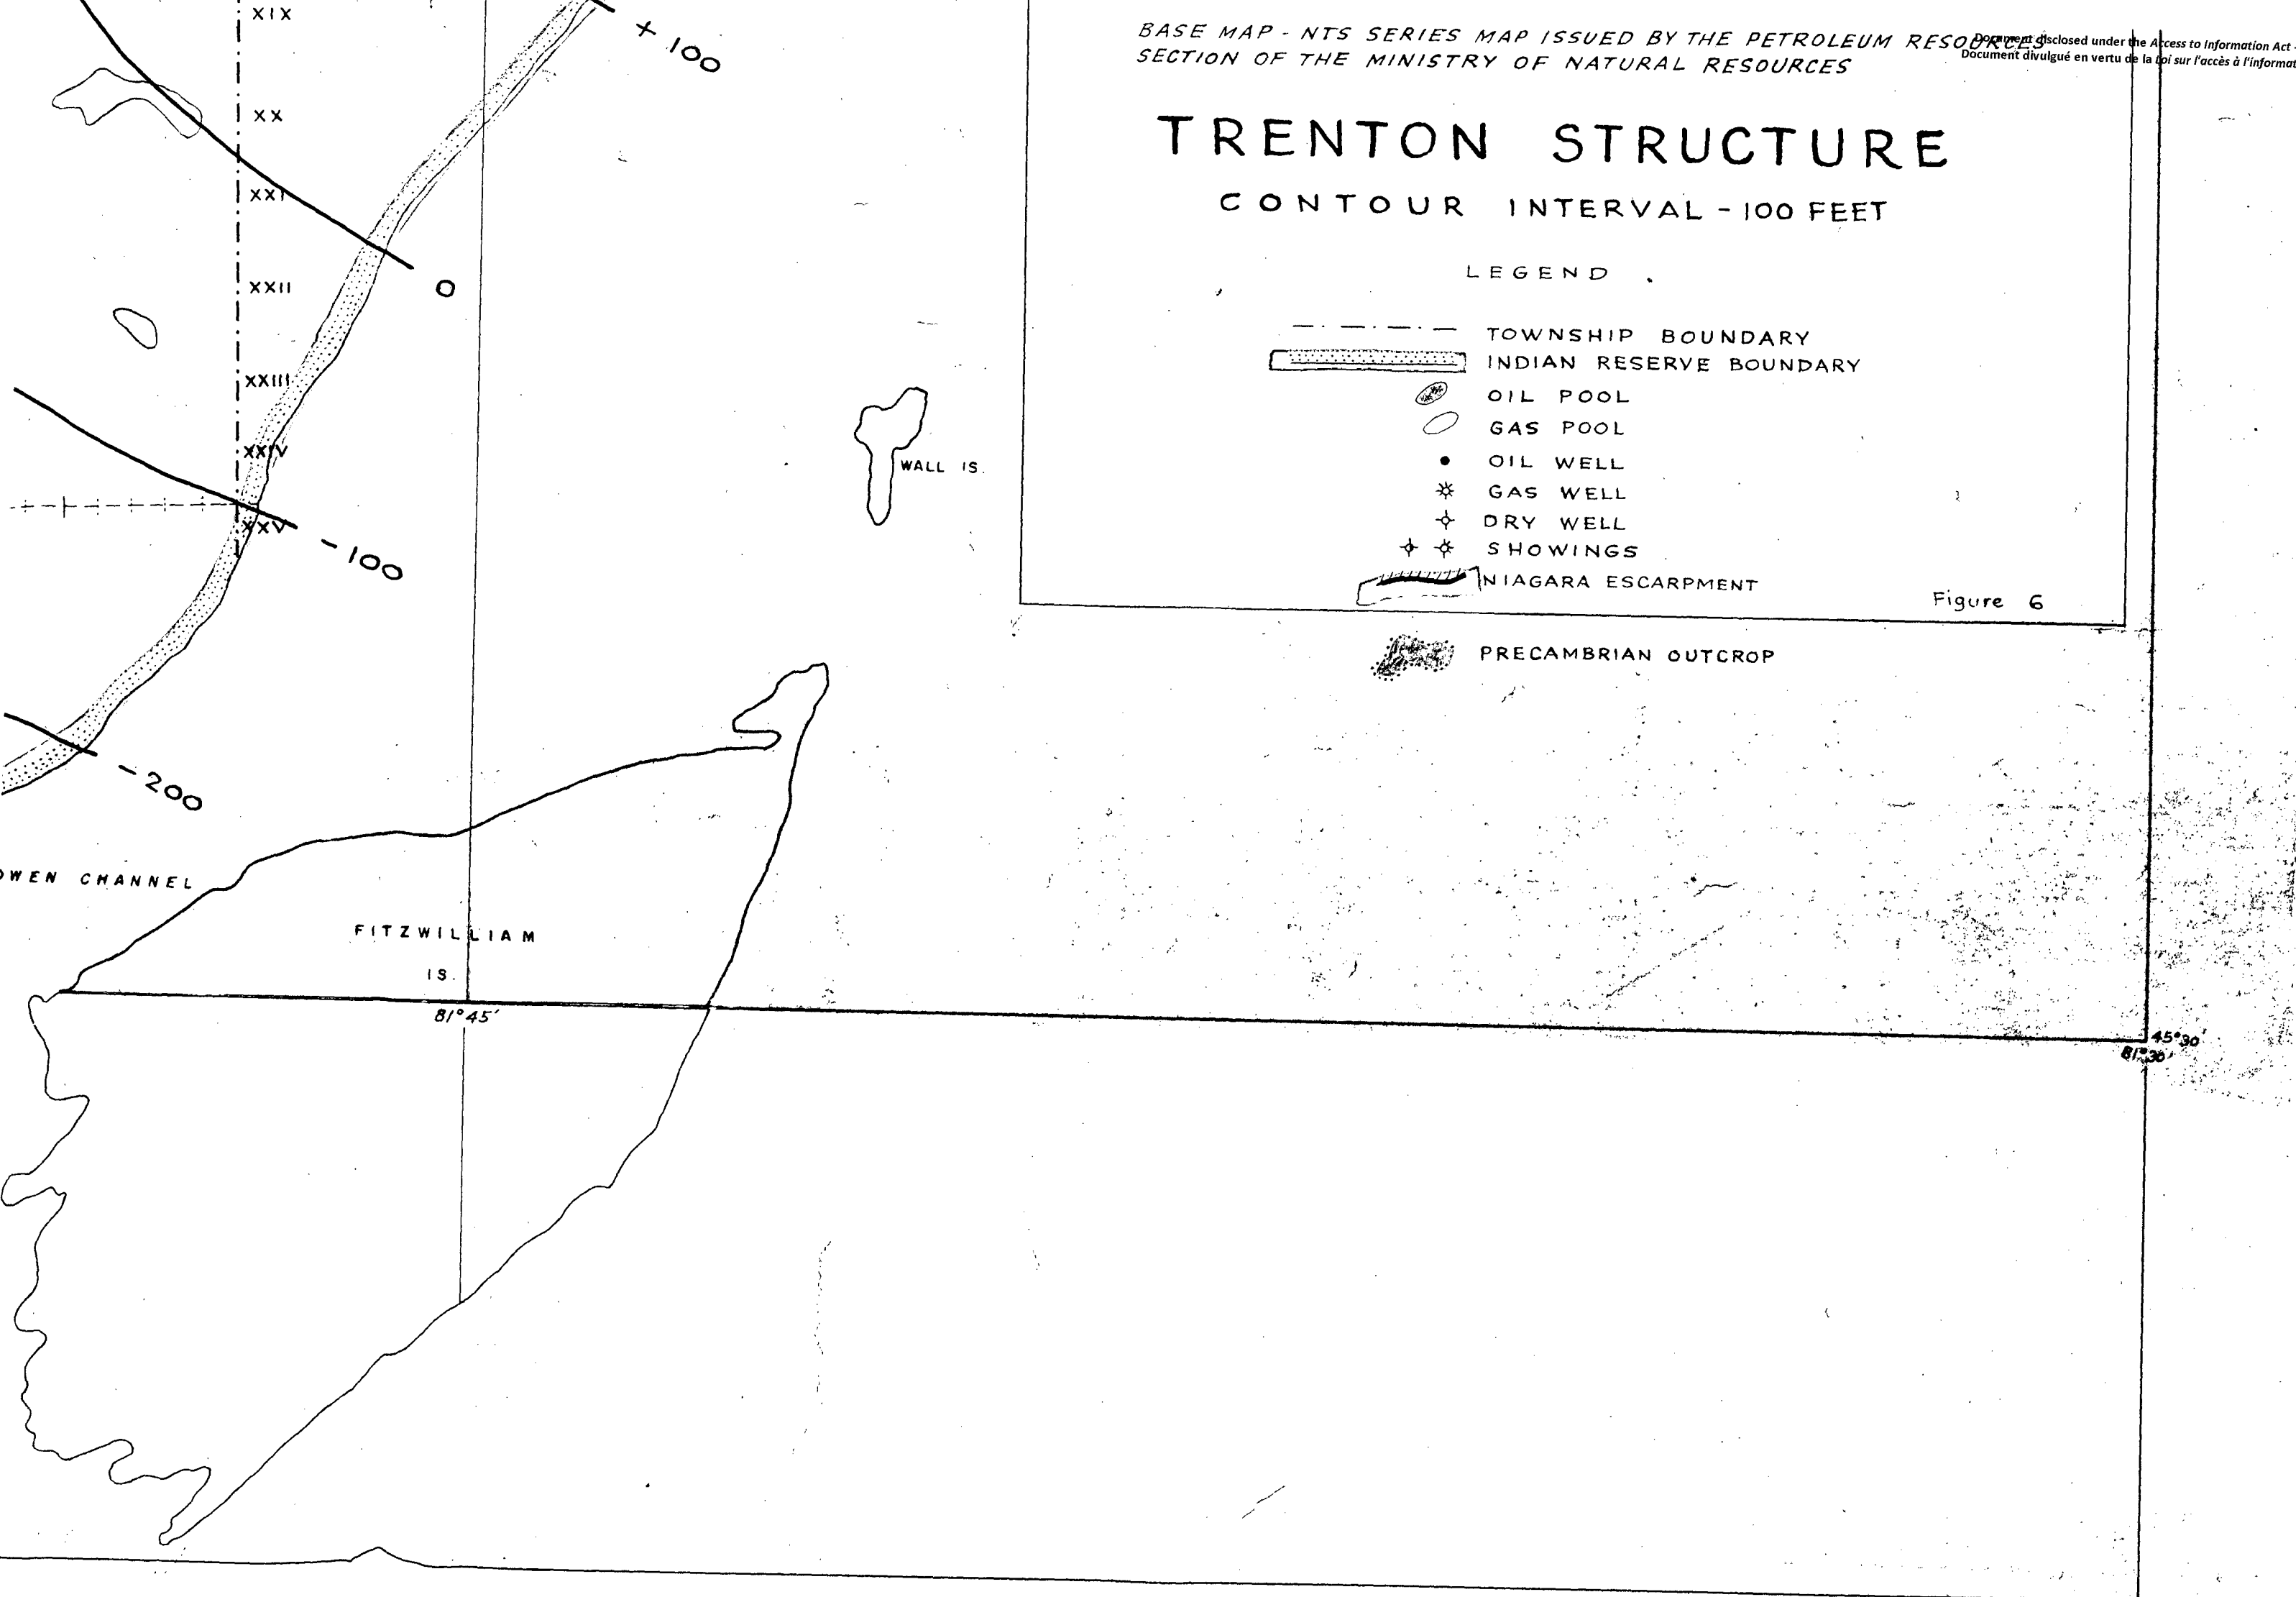 BASE MAP - NTS SERIES MAP ISSUED BY THE PETROLEUM RESOURCES
SECTION OF THE MINISTRY OF NATURAL RESOURCES
Document disclosed under the Access to Information Act -
Document divulgué en vertu de la Loi sur l'accès à l'informat
TRENTON STRUCTURE
CONTOUR INTERVAL - 100 FEET
LEGEND
TOWNSHIP BOUNDARY
INDIAN RESERVE BOUNDARY
OIL POOL
GAS POOL
OIL WELL
GAS WELL
DRY WELL
SHOWINGS
NIAGARA ESCARPMENT
Figure 6
PRECAMBRIAN OUTCROP
XIX
+ 100
XX
XXI
0
XXII
XXIII
XXIV
WALL IS.
XXV
- 100
- 200
OWEN CHANNEL
FITZWILLIAM
IS.
81°45'
45°30'
81°30'